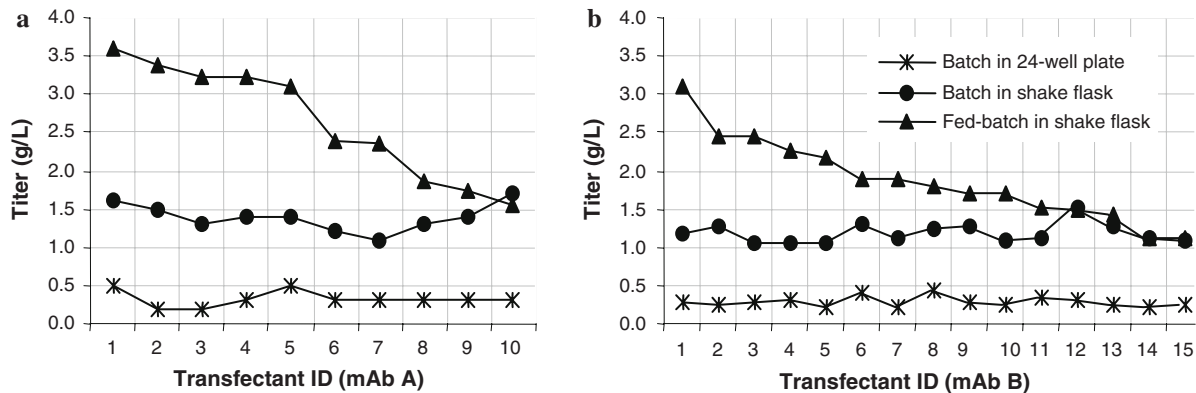 a
4.0
3.5
3.0
2.5
2.0
1.5
1.0
0.5
0.0
Titer (g/L)
1 2 3 4 5 6 7 8 9 10
Transfectant ID (mAb A)
b
4.0
3.5
3.0
2.5
2.0
1.5
1.0
0.5
0.0
Titer (g/L)
Batch in 24-well plate
Batch in shake flask
Fed-batch in shake flask
1 2 3 4 5 6 7 8 9 10 11 12 13 14 15
Transfectant ID (mAb B)